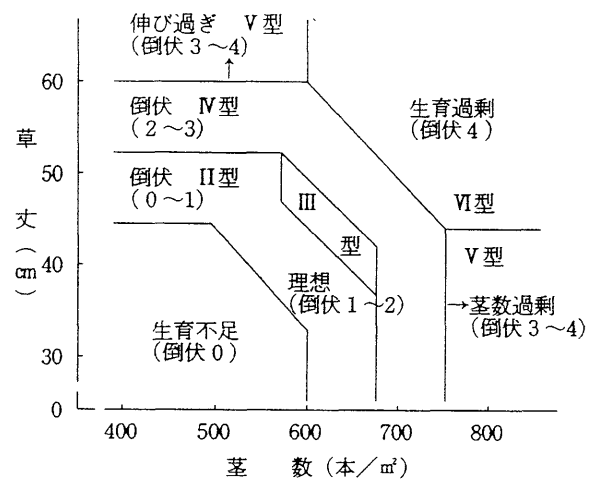 伸び過ぎ　Ⅴ型
(倒伏3～4)
↑
60
倒伏　Ⅳ型
(2～3)
生育過剰
(倒伏4)
草丈(cm)
50
倒伏　Ⅱ型
(0～1)
Ⅲ型
Ⅵ型
Ⅴ型
40
理想
(倒伏1～2)
→茎数過剰
(倒伏3～4)
生育不足
(倒伏0)
30
0
400 500 600 700 800
茎　数(本／㎡)